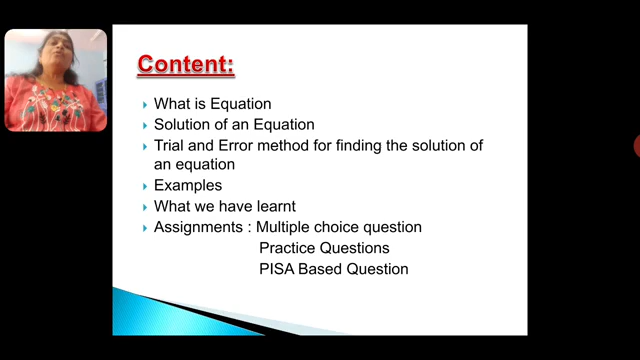 Content:
What is Equation
Solution of an Equation
Trial and Error method for finding the solution of
an equation
Examples
What we have learnt
Assignments : Multiple choice question
Practice Questions
PISA Based Question